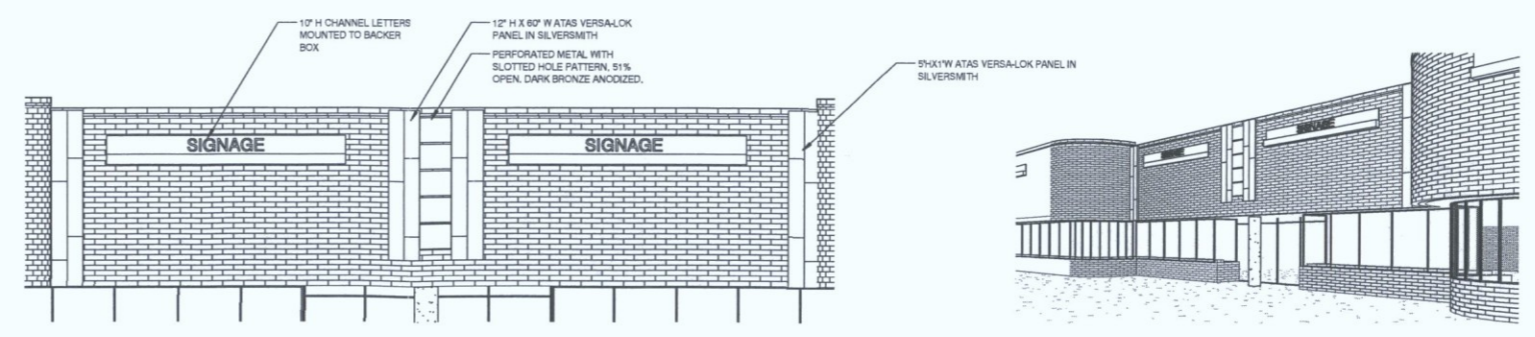 10" H CHANNEL LETTERS
MOUNTED TO BACKER
BOX
12" H X 60" W ATAS VERSA-LOK
PANEL IN SILVERSMITH
PERFORATED METAL WITH
SLOTTED HOLE PATTERN, 51%
OPEN. DARK BRONZE ANODIZED.
5'HX1'W ATAS VERSA-LOK PANEL IN
SILVERSMITH
SIGNAGE
SIGNAGE
SIGNAGE